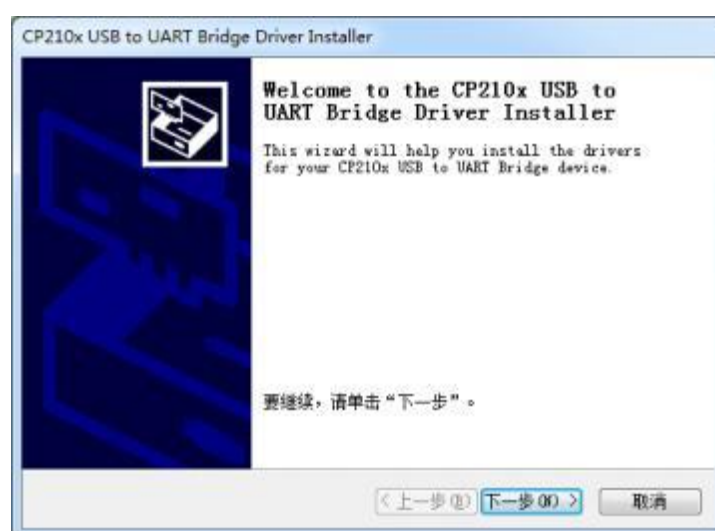 CP210x USB to UART Bridge Driver Installer
Welcome to the CP210x USB to
UART Bridge Driver Installer
This wizard will help you install the drivers
for your CP210x USB to UART Bridge device.
要继续，请单击“下一步”。
<上一步(B) 下一步(N) > 取消